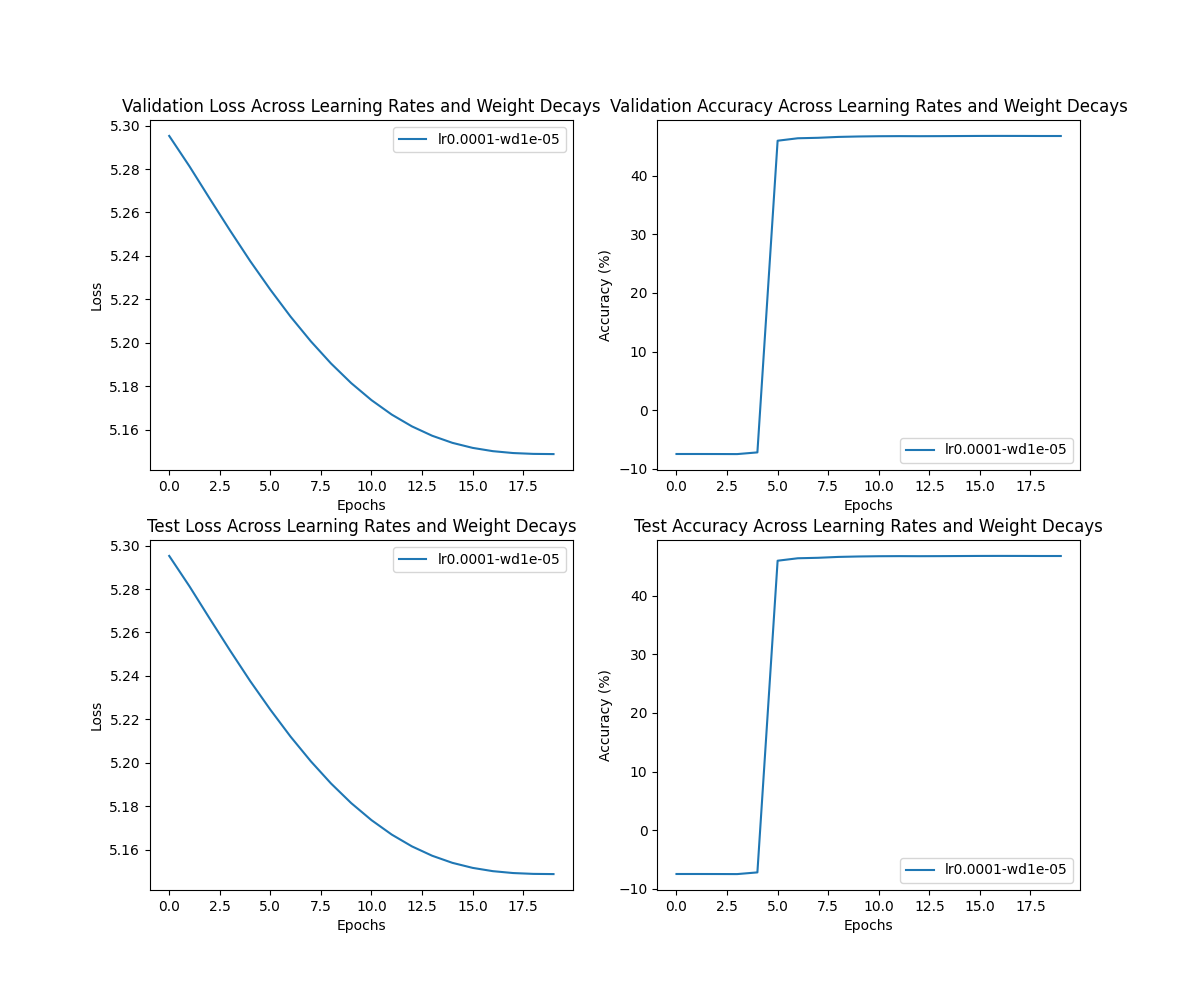 Validation Loss Across Learning Rates and Weight Decays
5.30
5.28
5.26
5.24
5.22
5.20
5.18
5.16
Loss
lr0.0001-wd1e-05
0.0 2.5 5.0 7.5 10.0 12.5 15.0 17.5
Epochs
Validation Accuracy Across Learning Rates and Weight Decays
40
30
20
10
0
−10
Accuracy (%)
lr0.0001-wd1e-05
0.0 2.5 5.0 7.5 10.0 12.5 15.0 17.5
Epochs
Test Loss Across Learning Rates and Weight Decays
5.30
5.28
5.26
5.24
5.22
5.20
5.18
5.16
Loss
lr0.0001-wd1e-05
0.0 2.5 5.0 7.5 10.0 12.5 15.0 17.5
Epochs
Test Accuracy Across Learning Rates and Weight Decays
40
30
20
10
0
−10
Accuracy (%)
lr0.0001-wd1e-05
0.0 2.5 5.0 7.5 10.0 12.5 15.0 17.5
Epochs